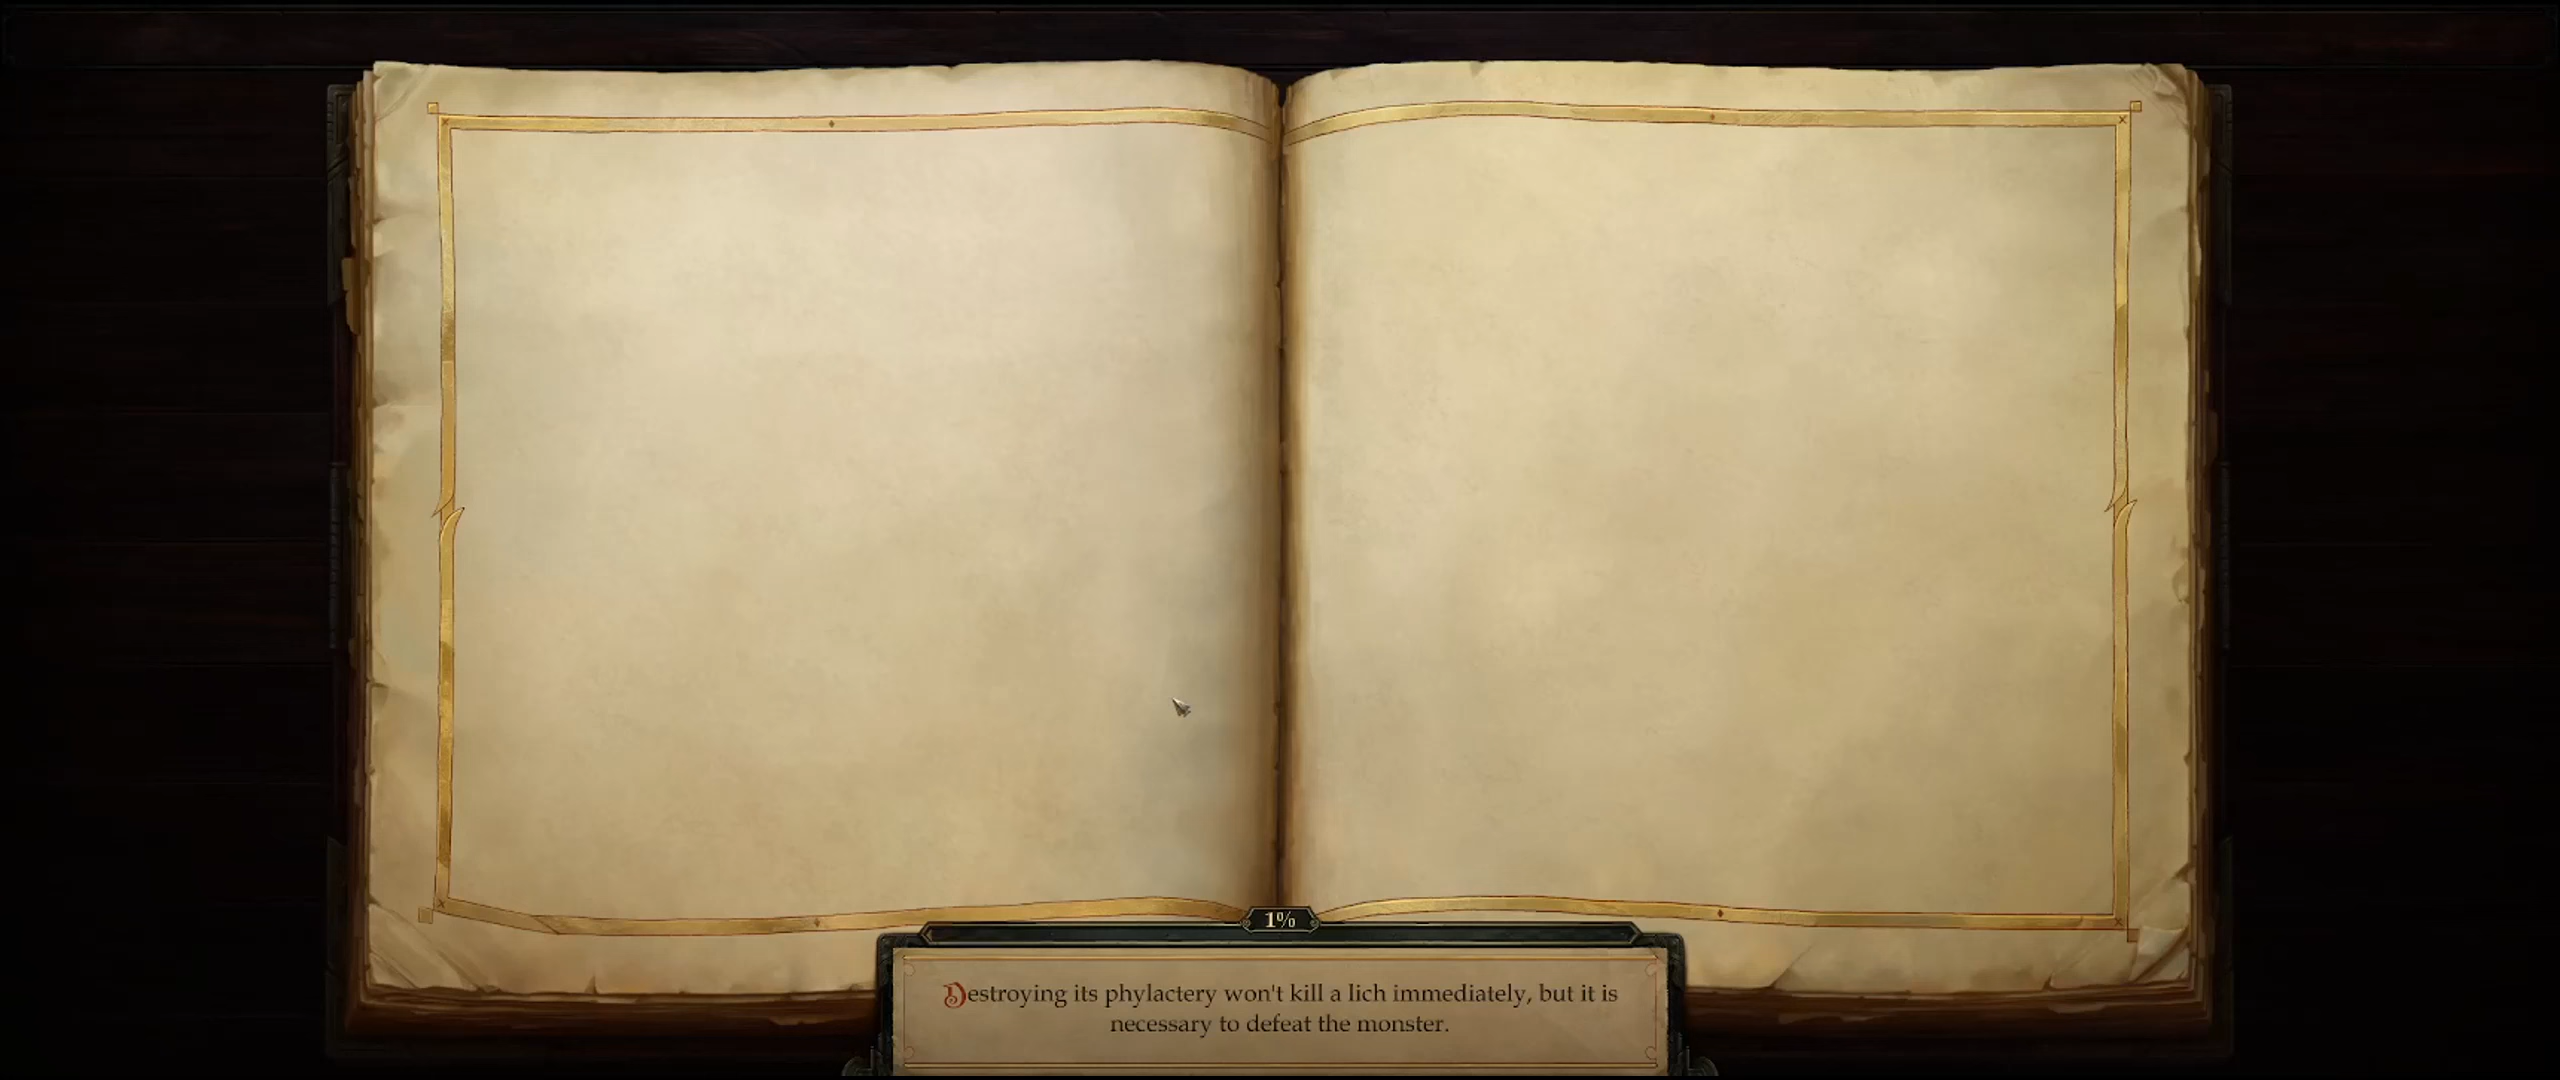 1%
Destroying its phylactery won't kill a lich immediately, but it is
necessary to defeat the monster.